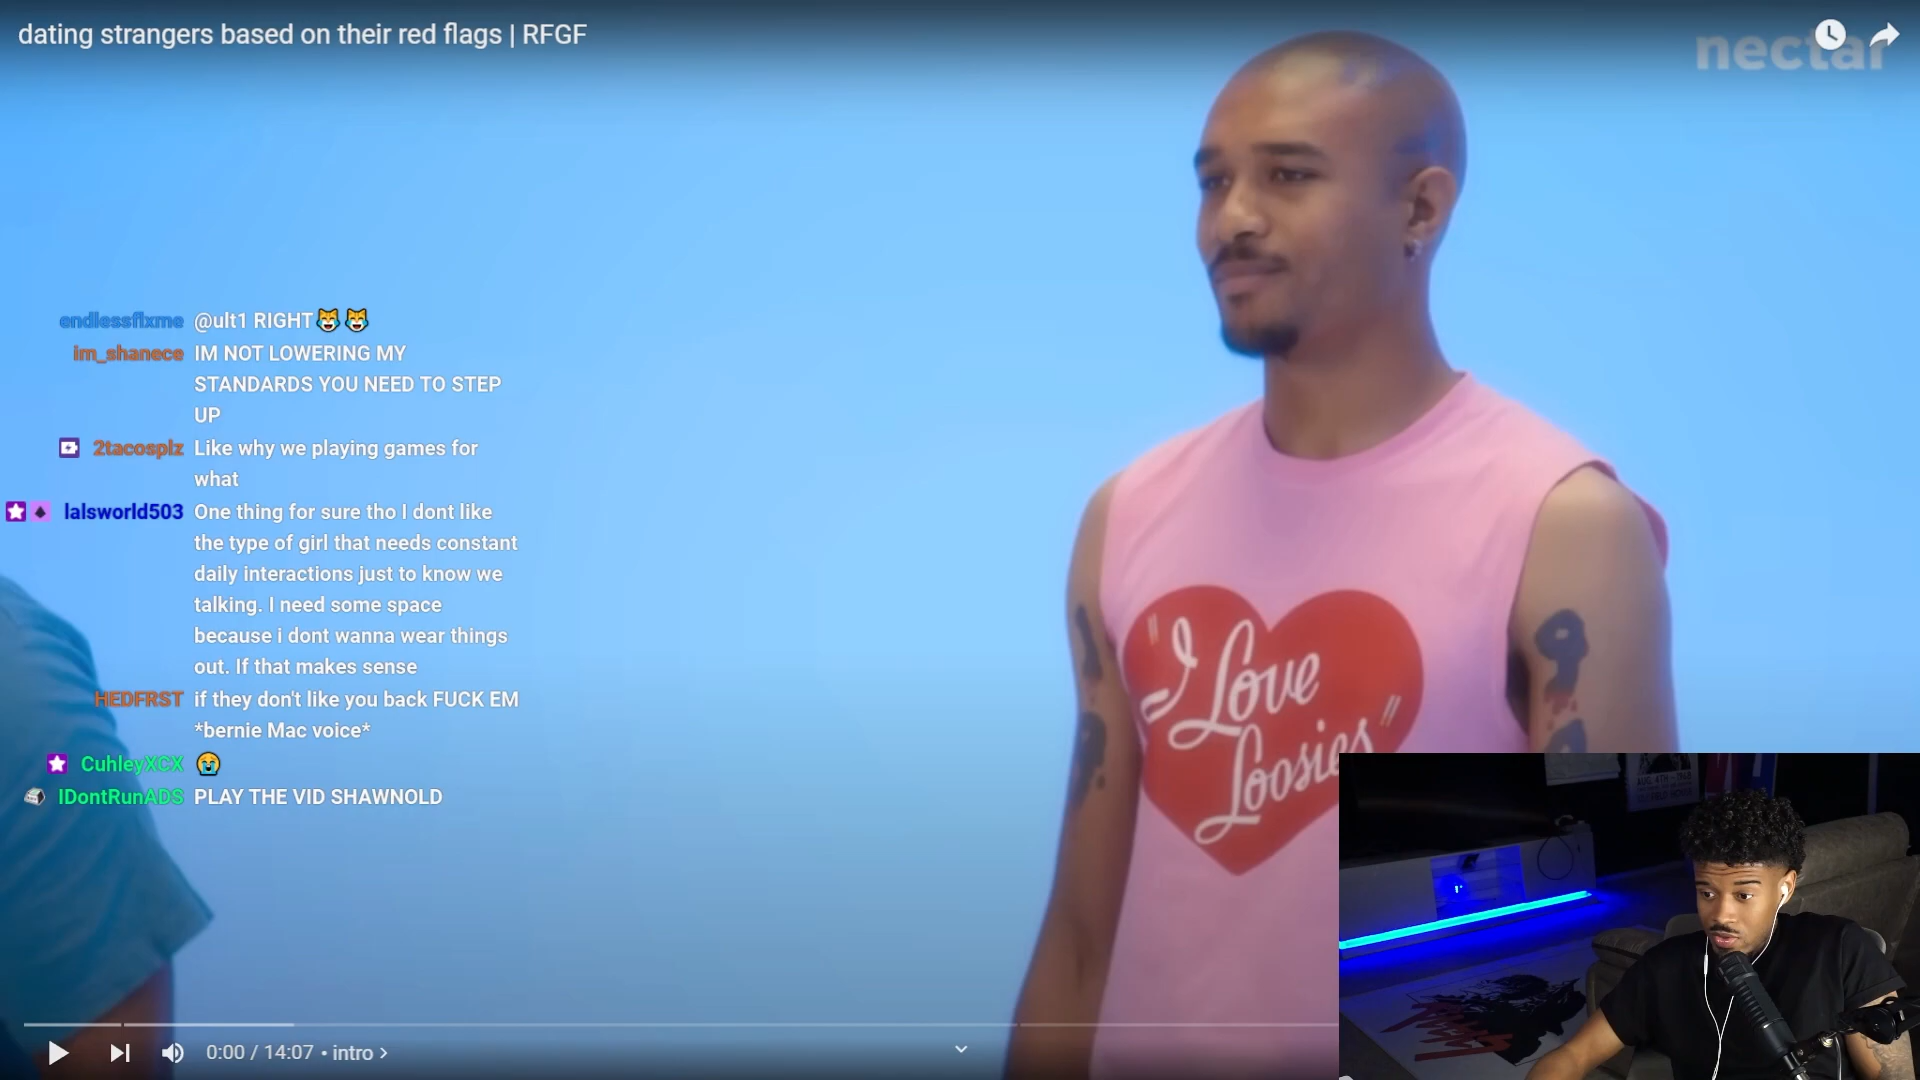 dating strangers based on their red flags | RFGF
nectar
endlessflxme @ult1 RIGHT
im_shanece IM NOT LOWERING MY
STANDARDS YOU NEED TO STEP
UP
2tacosplz Like why we playing games for
what
lalsworld503 One thing for sure tho I dont like
the type of girl that needs constant
daily interactions just to know we
talking. I need some space
because i dont wanna wear things
out. If that makes sense
HEDFRST if they don't like you back FUCK EM
*bernie Mac voice*
CuhleyXCX
IDontRunADS PLAY THE VID SHAWNOLD
"I Love
Loosies"
AUG. 4TH - 1968
0:00 / 14:07 • intro >